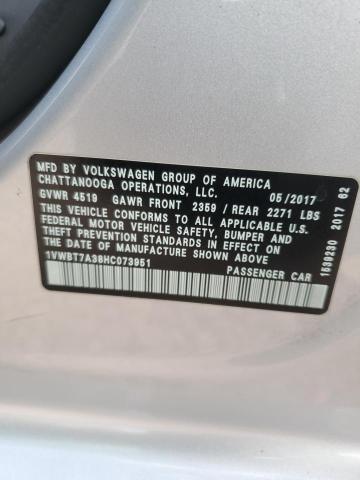 MFD BY VOLKSWAGEN GROUP OF AMERICA
CHATTANOOGA OPERATIONS, LLC. 05/2017
GVWR 4519 GAWR FRONT 2359 / REAR 2271 LBS
THIS VEHICLE CONFORMS TO ALL APPLICABLE U.S.
FEDERAL MOTOR VEHICLE SAFETY, BUMPER AND
THEFT PREVENTION STANDARDS IN EFFECT ON
THE DATE OF MANUFACTURE SHOWN ABOVE
1VWBT7A38HC073951
PASSENGER CAR
1539230 2017 62